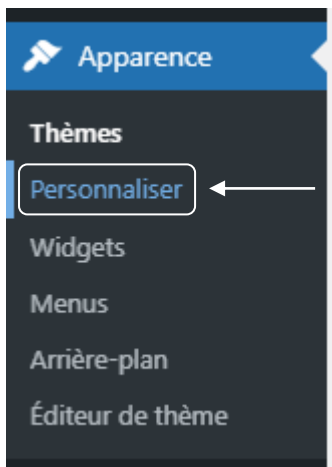 Apparence
Thèmes
Personnaliser
Widgets
Menus
Arrière-plan
Éditeur de thème